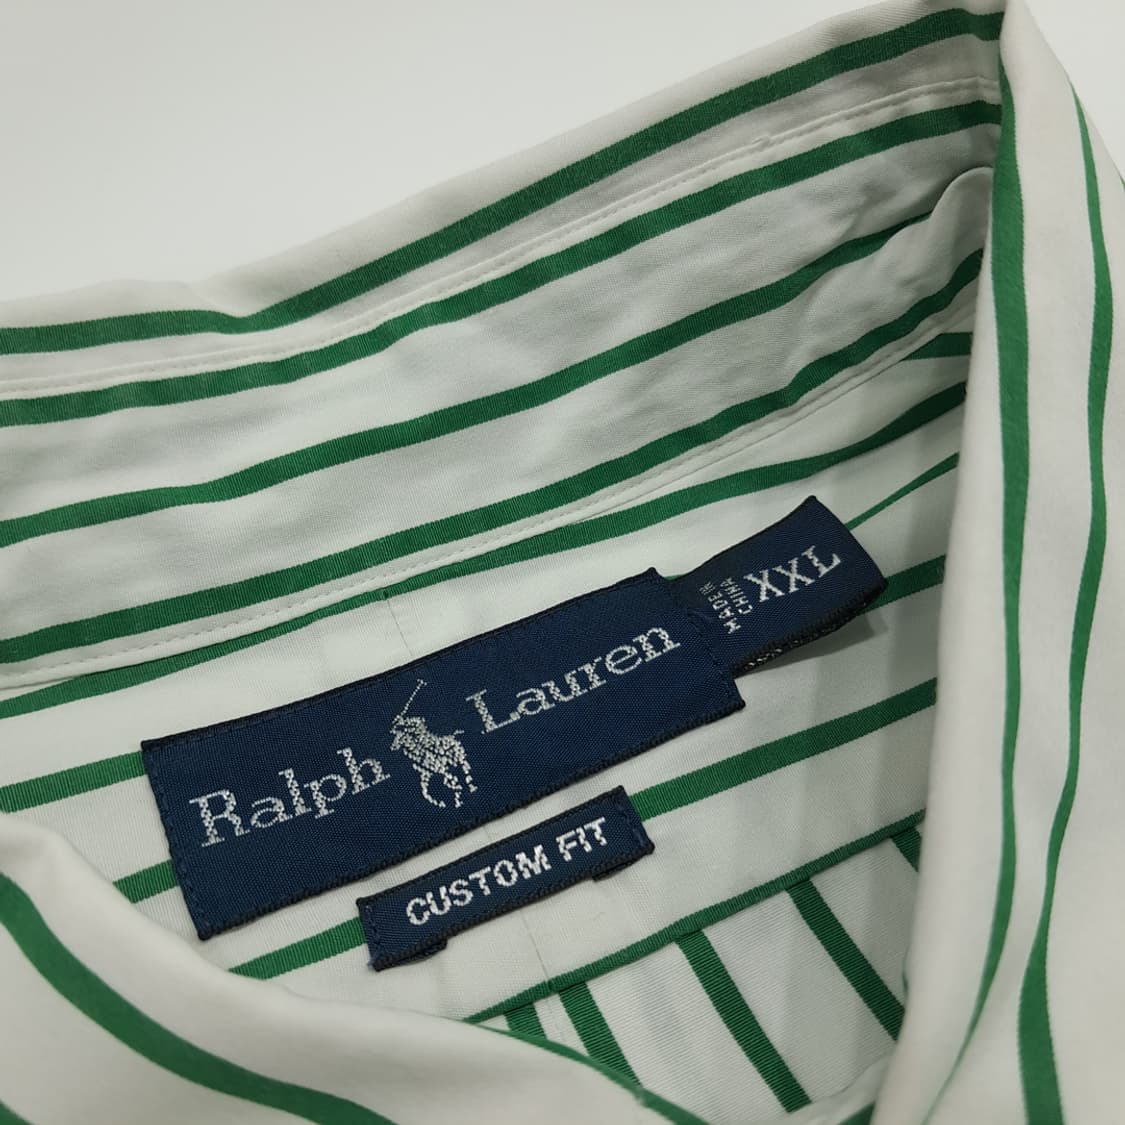 Ralph Lauren
XXL
MADE IN
CHINA
CUSTOM FIT